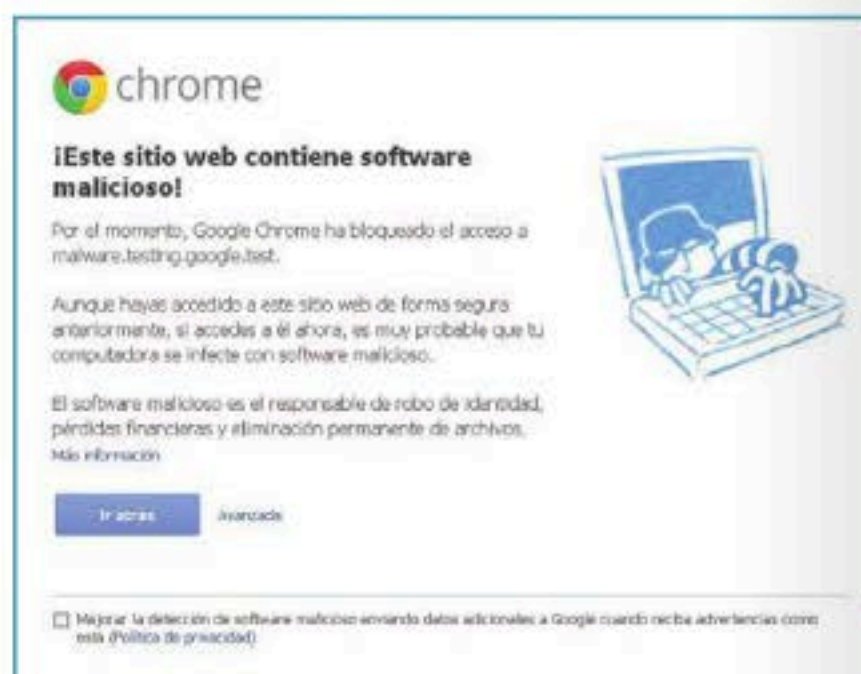 chrome
¡Este sitio web contiene software
malicioso!
Por el momento, Google Chrome ha bloqueado el acceso a
malware.testing.google.test.
Aunque hayas accedido a este sitio web de forma segura
anteriormente, si accedes a él ahora, es muy probable que tu
computadora se infecte con software malicioso.
El software malicioso es el responsable de robo de identidad,
pérdidas financieras y eliminación permanente de archivos.
Más información
Ir atrás Avanzada
Mejorar la detección de software malicioso enviando datos adicionales a Google cuando reciba advertencias como
esta (Política de privacidad)